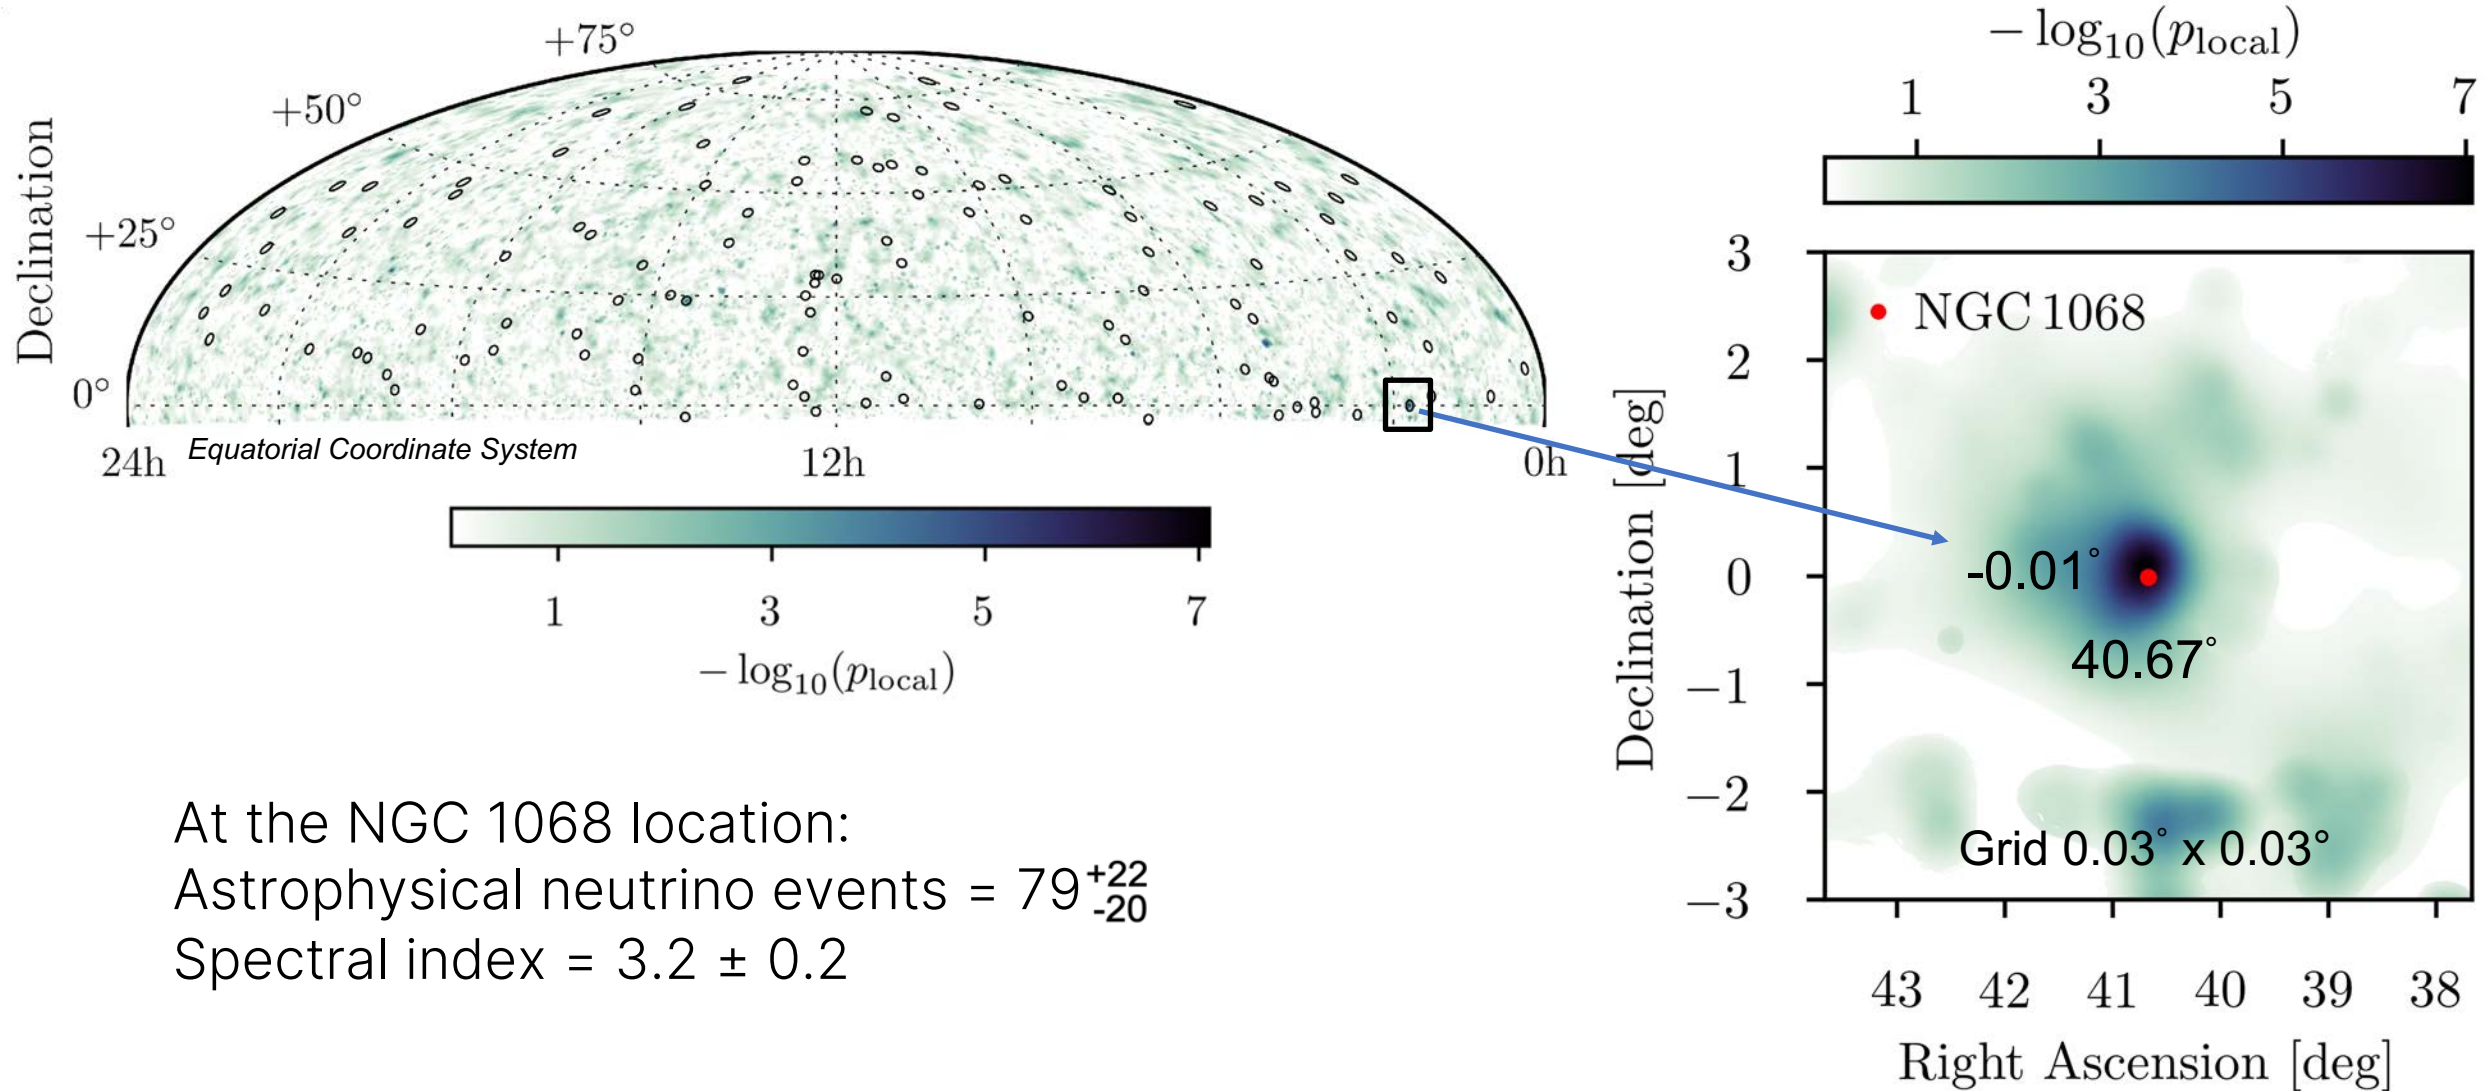 +75°
+50°
+25°
0°
Declination
24h
Equatorial Coordinate System
12h
0h
1 3 5 7
− log10(plocal)
At the NGC 1068 location:
Astrophysical neutrino events = 79 +22 -20
Spectral index = 3.2 ± 0.2
− log10(plocal)
1 3 5 7
3
2
1
0
−1
−2
−3
Declination [deg]
NGC 1068
-0.01°
40.67°
Grid 0.03° x 0.03°
43 42 41 40 39 38
Right Ascension [deg]